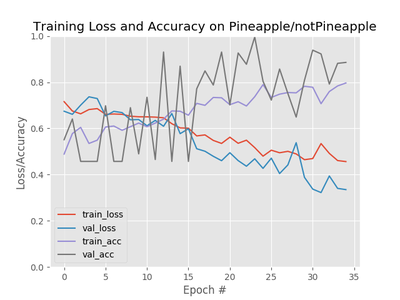 Training Loss and Accuracy on Pineapple/notPineapple
1.0
0.8
0.6
0.4
0.2
0.0
Loss/Accuracy
train_loss
val_loss
train_acc
val_acc
0 5 10 15 20 25 30 35
Epoch #